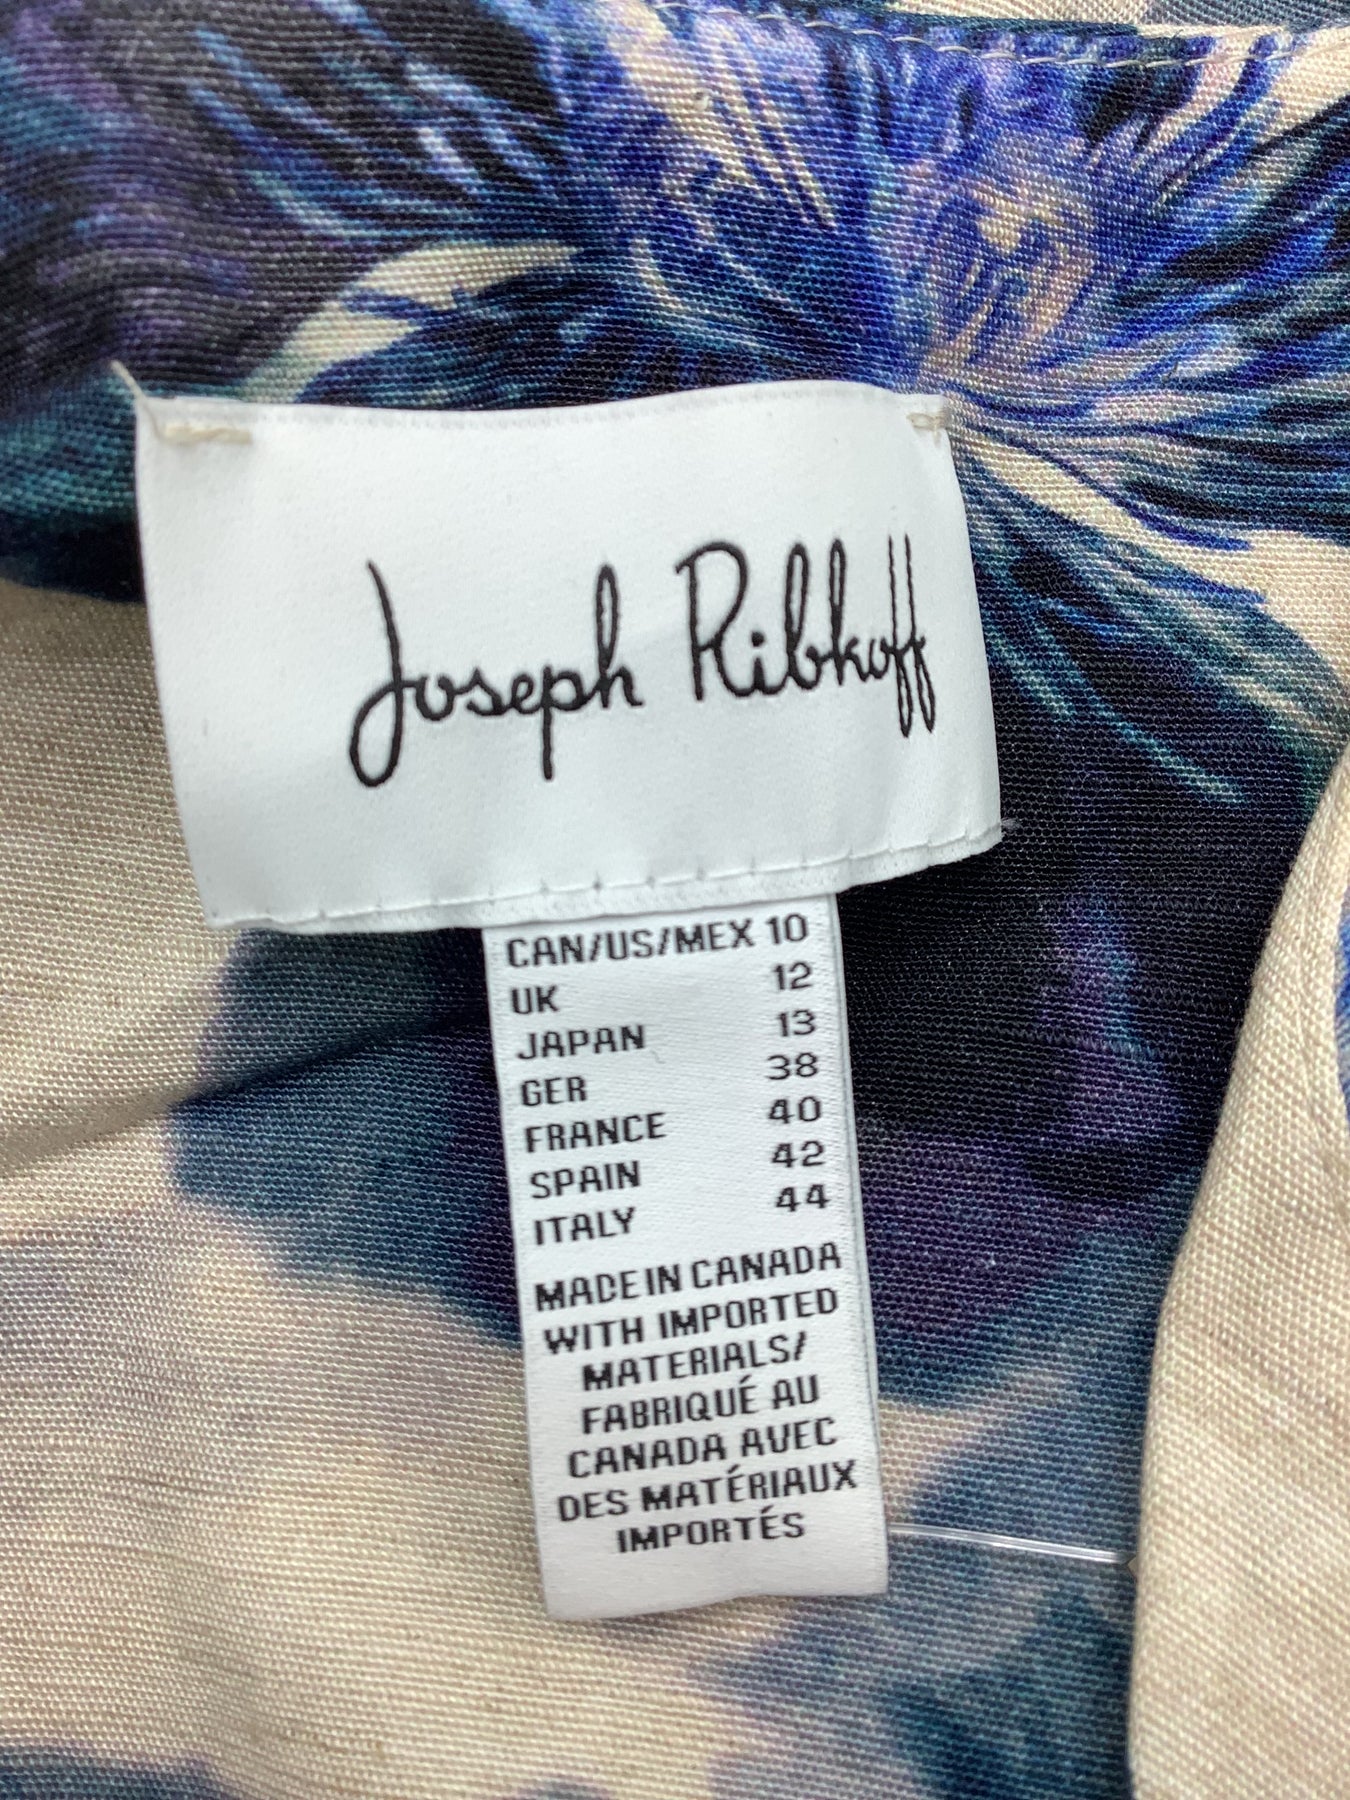 Joseph Ribkoff
CAN/US/MEX 10
UK 12
JAPAN 13
GER 38
FRANCE 40
SPAIN 42
ITALY 44
MADE IN CANADA
WITH IMPORTED
MATERIALS/
FABRIQUÉ AU
CANADA AVEC
DES MATÉRIAUX
IMPORTÉS